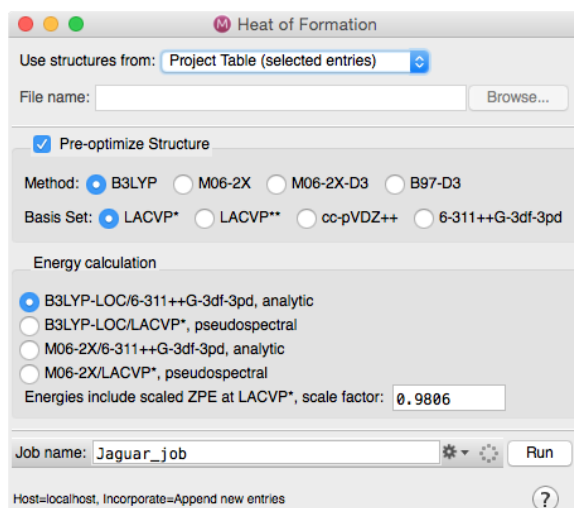 Heat of Formation
Use structures from: Project Table (selected entries)
File name: Browse...
Pre-optimize Structure
Method: B3LYP M06-2X M06-2X-D3 B97-D3
Basis Set: LACVP* LACVP** cc-pVDZ++ 6-311++G-3df-3pd
Energy calculation
B3LYP-LOC/6-311++G-3df-3pd, analytic
B3LYP-LOC/LACVP*, pseudospectral
M06-2X/6-311++G-3df-3pd, analytic
M06-2X/LACVP*, pseudospectral
Energies include scaled ZPE at LACVP*, scale factor: 0.9806
Job name: Jaguar_job Run
Host=localhost, Incorporate=Append new entries ?